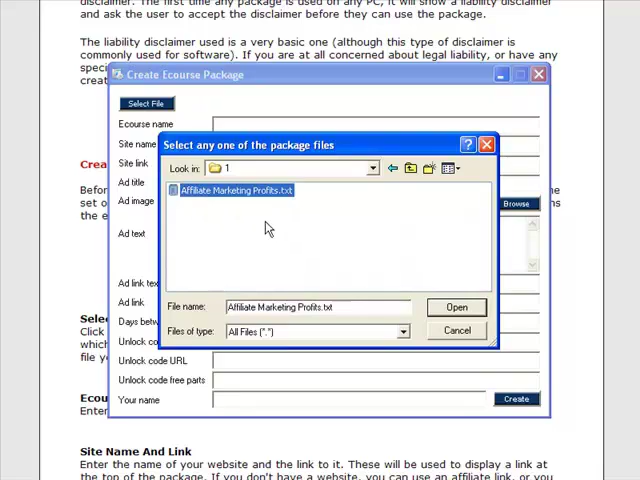 disclaimer. The first time any package is used on any PC, it will show a liability disclaimer
and ask the user to accept the disclaimer before they can use the package.
The liability disclaimer used is a very basic one (although this type of disclaimer is
commonly used for software). If you are at all concerned about legal liability, or have any
speci
creat
Create Ecourse Package
Select File
Ecourse name
Site name
Site link
Ad title
Ad image
Browse
Ad text
Ad link tex
Ad link
Days betw
Unlock co
Unlock code URL
Unlock code free parts
Your name
Create
Select any one of the package files
Look in:
1
Affiliate Marketing Profits.txt
File name:
Affiliate Marketing Profits.txt
Open
Files of type:
All Files (*.*)
Cancel
Crea
Befor
the
set o
ns
the e
Selec
Click
which
file yo
Ecou
Enter
Site Name And Link
Enter the name of your website and the link to it. These will be used to display a link at
the top of the package. If you don't have a website, you can use an affiliate link, or you